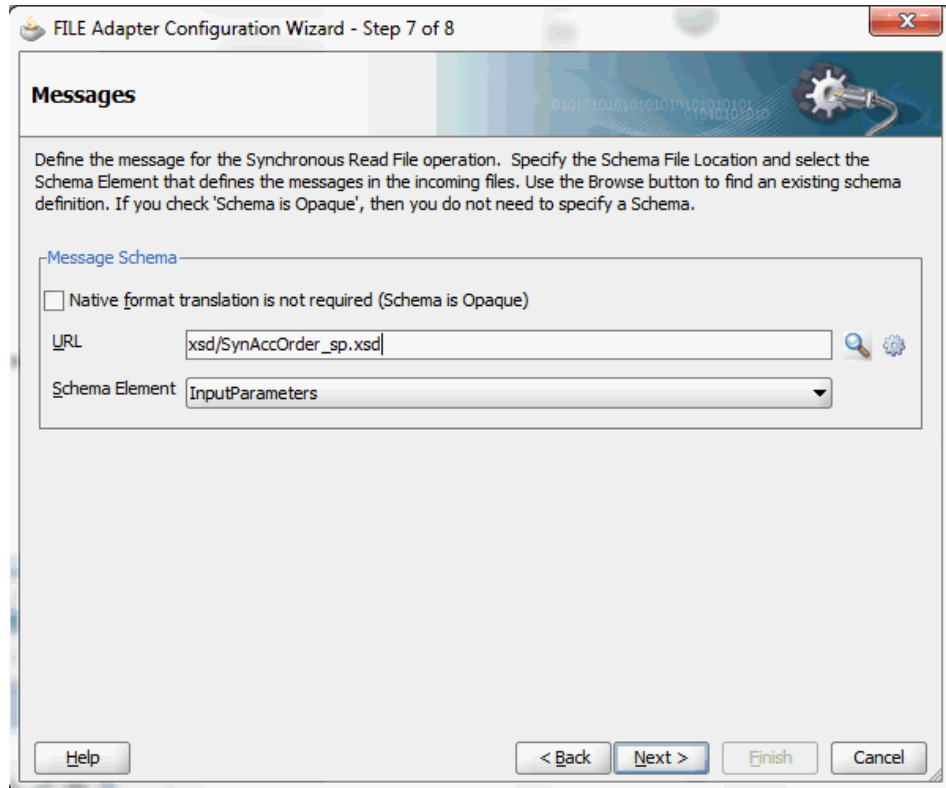 FILE Adapter Configuration Wizard - Step 7 of 8
Messages
Define the message for the Synchronous Read File operation.  Specify the Schema File Location and select the
Schema Element that defines the messages in the incoming files. Use the Browse button to find an existing schema
definition. If you check 'Schema is Opaque', then you do not need to specify a Schema.
Message Schema
Native format translation is not required (Schema is Opaque)
URL
xsd/SynAccOrder_sp.xsd
Schema Element
InputParameters
Help
< Back
Next >
Finish
Cancel